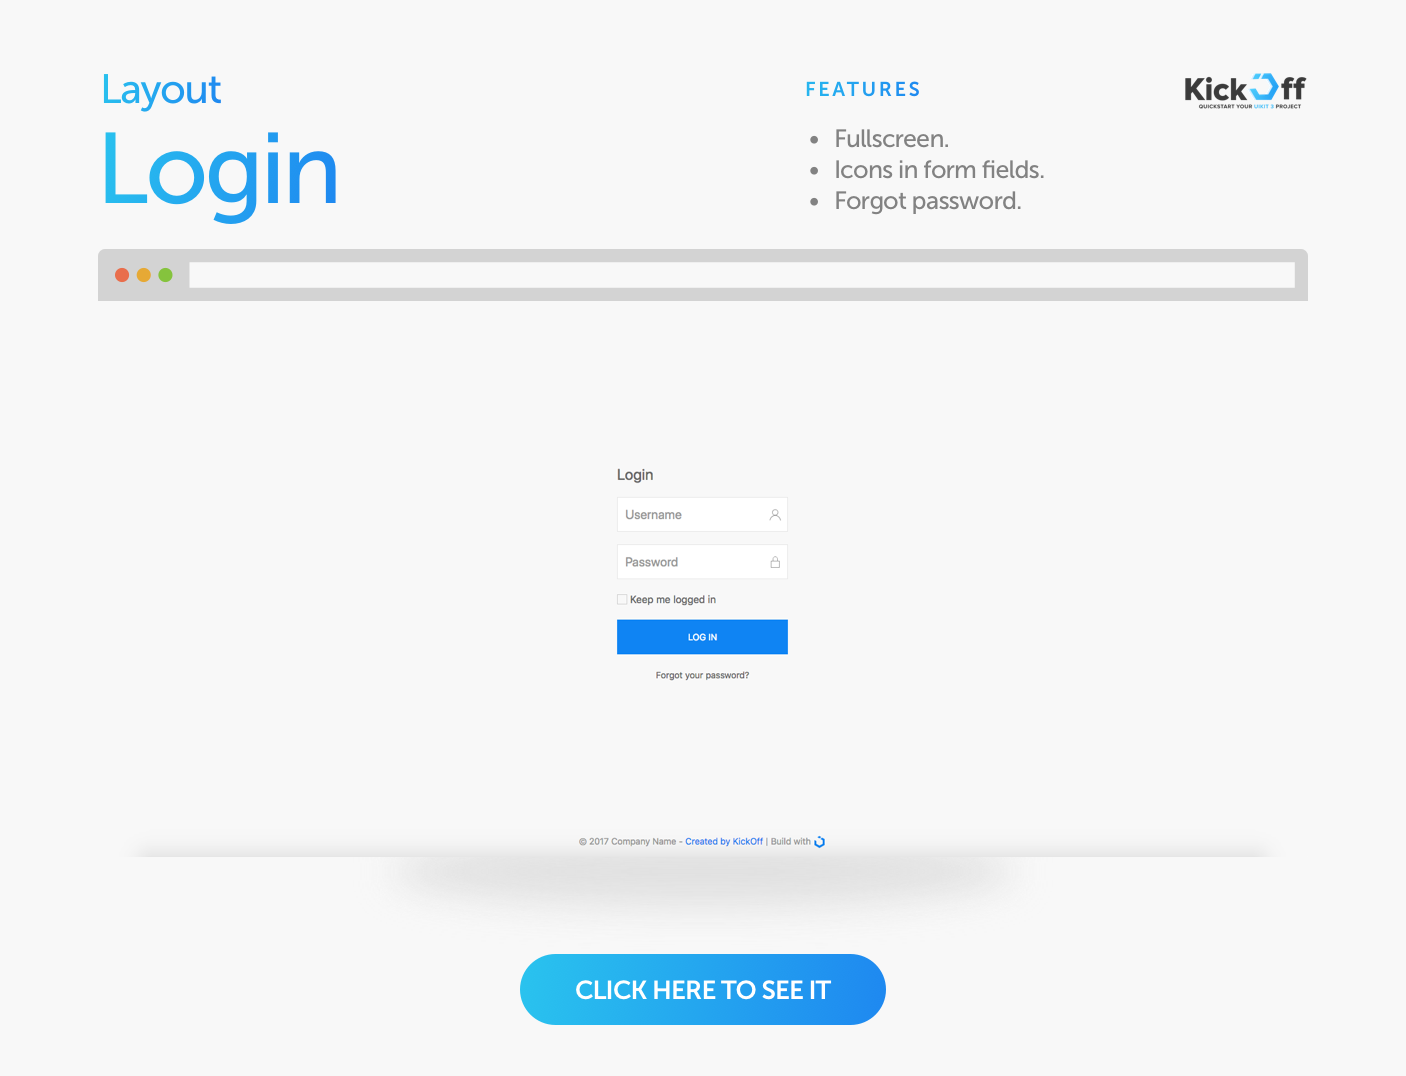 Layout
Login
FEATURES
• Fullscreen.
• Icons in form fields.
• Forgot password.
KickOff
QUICKSTART YOUR UIKIT 3 PROJECT
Login
Username
Password
Keep me logged in
LOG IN
Forgot your password?
© 2017 Company Name - Created by KickOff | Build with
CLICK HERE TO SEE IT